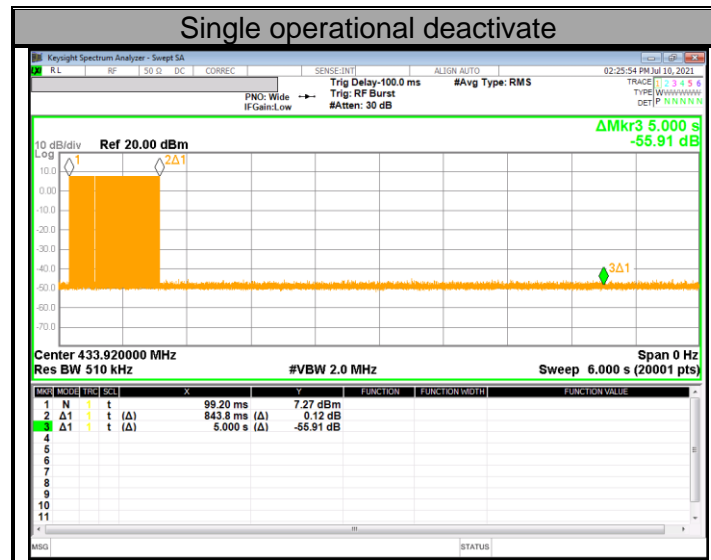 Single operational deactivate
Keysight Spectrum Analyzer - Swept SA
RL RF 50 Ω DC CORREC SENSE:INT ALIGN AUTO 02:25:54 PM Jul 10, 2021
PNO: Wide Trig Delay-100.0 ms #Avg Type: RMS TRACE 1 2 3 4 5 6
Trig: RF Burst TYPE WWWWWW
IFGain:Low #Atten: 30 dB DET P N N N N N
ΔMkr3 5.000 s
10 dB/div Ref 20.00 dBm -55.91 dB
Log
1 2Δ1
10.0
0.00
-10.0
-20.0
-30.0
-40.0
3Δ1
-50.0
-60.0
-70.0
Center 433.920000 MHz Span 0 Hz
Res BW 510 kHz #VBW 2.0 MHz Sweep 6.000 s (20001 pts)
MKR MODE TRC SCL X Y FUNCTION FUNCTION WIDTH FUNCTION VALUE
1 N 1 t 99.20 ms 7.27 dBm
2 Δ1 1 t (Δ) 843.8 ms (Δ) 0.12 dB
3 Δ1 1 t (Δ) 5.000 s (Δ) -55.91 dB
4
5
6
7
8
9
10
11
MSG STATUS